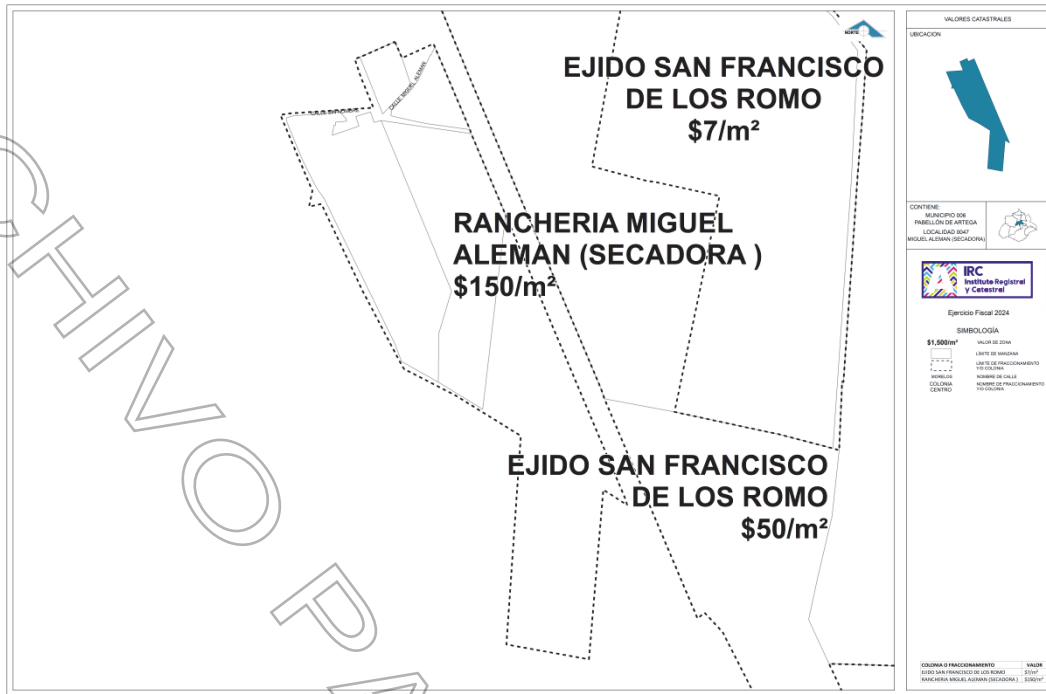 EJIDO SAN FRANCISCO
DE LOS ROMO
$7/m²
NORTE
CALLE MIGUEL ALEMAN
RANCHERIA MIGUEL
ALEMAN (SECADORA )
$150/m²
EJIDO SAN FRANCISCO
DE LOS ROMO
$50/m²
CHIVO PA
VALORES CATASTRALES
UBICACION
CONTIENE:
MUNICIPIO 006
PABELLÓN DE ARTEGA
LOCALIDAD 0047
MIGUEL ALEMAN (SECADORA)
IRC
Instituto Registral
y Catastral
Ejercicio Fiscal 2024
SIMBOLOGÍA
$1,500/m² VALOR DE ZONA
LÍMITE DE MANZANA
LÍMITE DE FRACCIONAMIENTO
Y/O COLONIA
MORELOS NOMBRE DE CALLE
COLONIA CENTRO NOMBRE DE FRACCIONAMIENTO
Y/O COLONIA
COLONIA O FRACCIONAMIENTO VALOR
EJIDO SAN FRANCISCO DE LOS ROMO $7/m²
RANCHERIA MIGUEL ALEMAN (SECADORA ) $150/m²